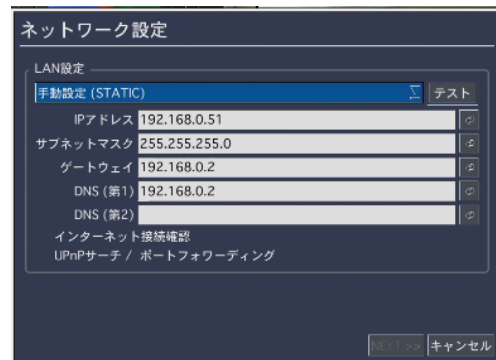 ネットワーク設定
LAN設定
手動設定 (STATIC) テスト
IPアドレス 192.168.0.51
サブネットマスク 255.255.255.0
ゲートウェイ 192.168.0.2
DNS (第1) 192.168.0.2
DNS (第2)
インターネット接続確認
UPnPサーチ / ポートフォワーディング
NEXT >> キャンセル